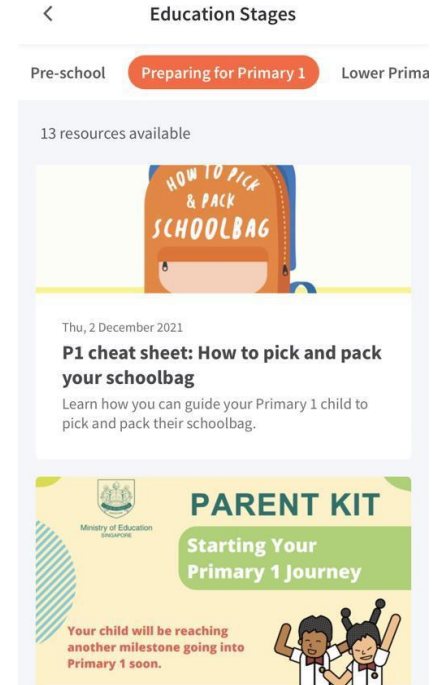 Education Stages
Pre-school
Preparing for Primary 1
Lower Prima
13 resources available
HOW TO PICK
& PACK
SCHOOLBAG
Thu, 2 December 2021
P1 cheat sheet: How to pick and pack
your schoolbag
Learn how you can guide your Primary 1 child to
pick and pack their schoolbag.
Ministry of Education
SINGAPORE
PARENT KIT
Starting Your
Primary 1 Journey
Your child will be reaching
another milestone going into
Primary 1 soon.